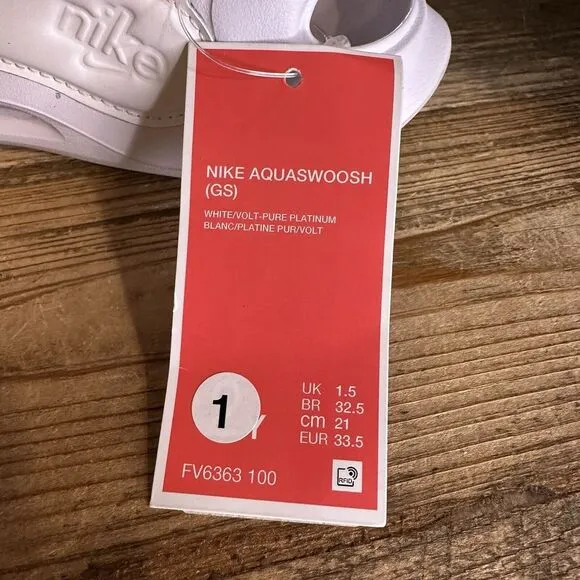 nike
NIKE AQUASWOOSH
(GS)
WHITE/VOLT-PURE PLATINUM
BLANC/PLATINE PUR/VOLT
UK 1.5
BR 32.5
cm 21
EUR 33.5
1
Y
FV6363 100
RFID